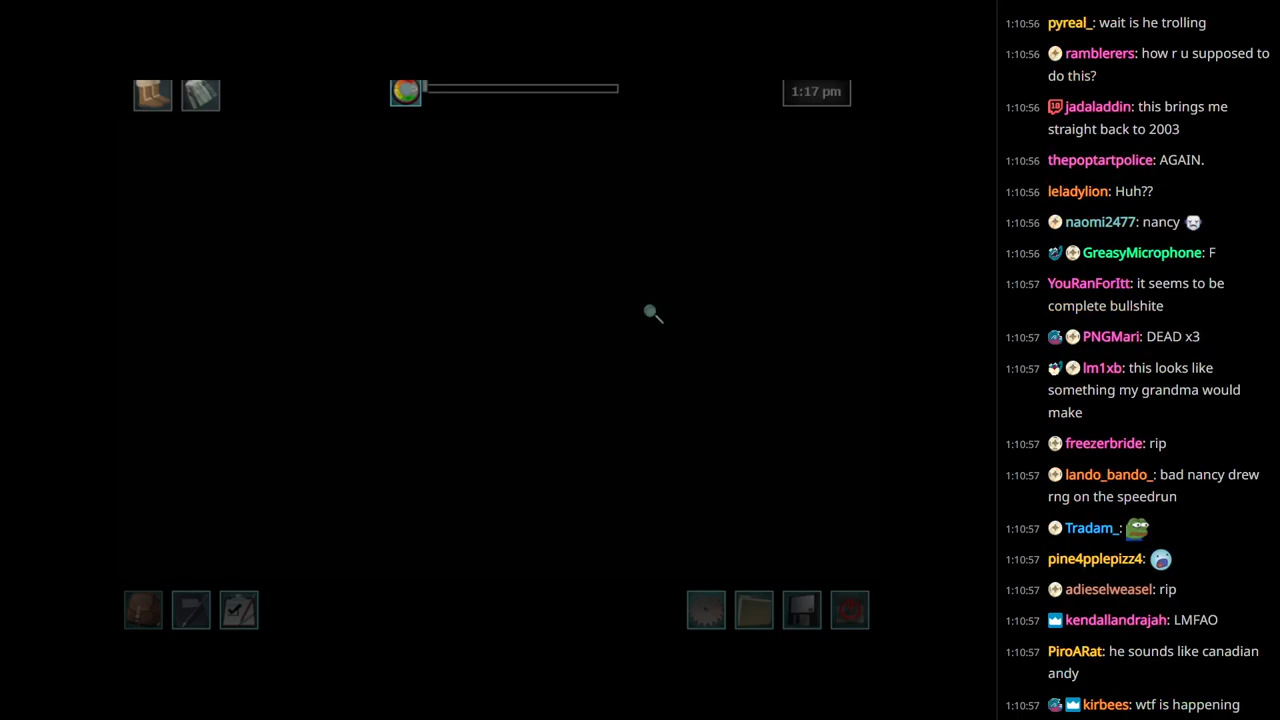 1:17 pm
1:10:56 pyreal_: wait is he trolling
1:10:56 ramblerers: how r u supposed to
do this?
1:10:56 18 jadaladdin: this brings me
straight back to 2003
1:10:56 thepoptartpolice: AGAIN.
1:10:56 leladylion: Huh??
1:10:56 naomi2477: nancy
1:10:56 GreasyMicrophone: F
1:10:57 YouRanForItt: it seems to be
complete bullshite
1:10:57 PNGMari: DEAD x3
1:10:57 lm1xb: this looks like
something my grandma would
make
1:10:57 freezerbride: rip
1:10:57 lando_bando_: bad nancy drew
rng on the speedrun
1:10:57 Tradam_:
1:10:57 pine4pplepizz4:
1:10:57 adieselweasel: rip
1:10:57 kendallandrajah: LMFAO
1:10:57 PiroARat: he sounds like canadian
andy
1:10:57 kirbees: wtf is happening